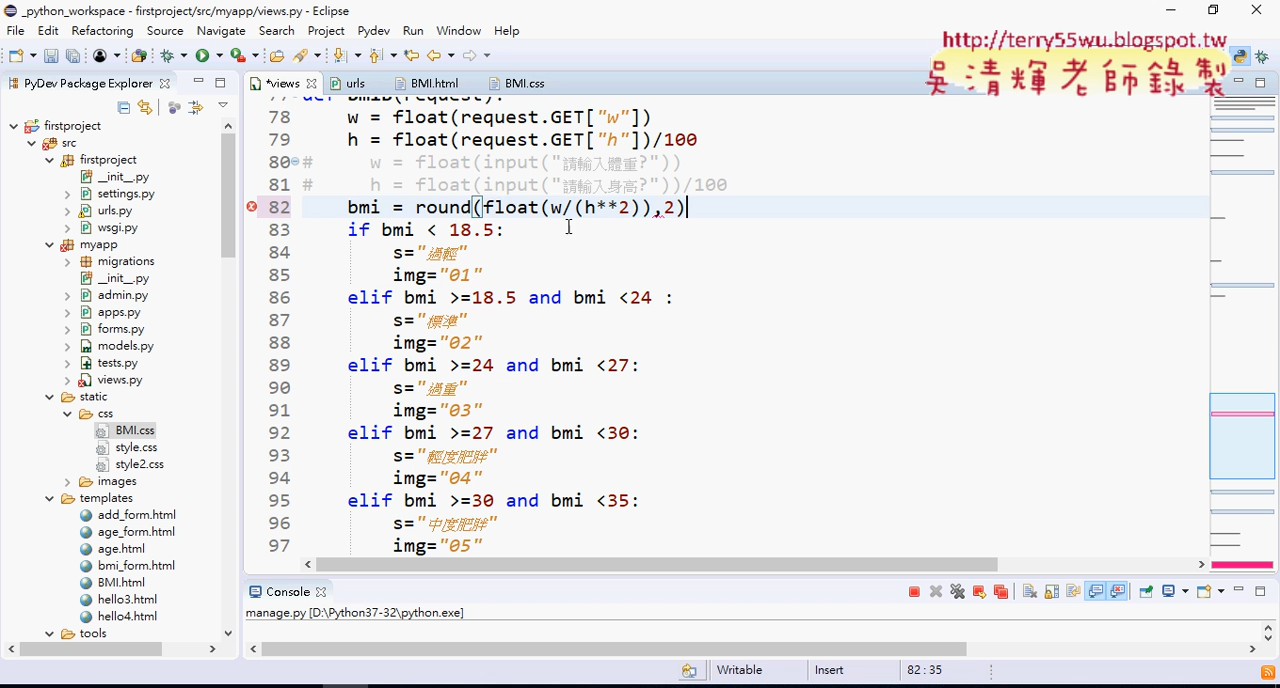 _python_workspace - firstproject/src/myapp/views.py - Eclipse
File Edit Refactoring Source Navigate Search Project Pydev Run Window Help
http://terry55wu.blogspot.tw
吳清輝老師錄製
PyDev Package Explorer
*views urls BMI.html BMI.css
firstproject
src
firstproject
__init__.py
settings.py
urls.py
wsgi.py
myapp
migrations
__init__.py
admin.py
apps.py
forms.py
models.py
tests.py
views.py
static
css
BMI.css
style.css
style2.css
images
templates
add_form.html
age_form.html
age.html
bmi_form.html
BMI.html
hello3.html
hello4.html
tools
78 w = float(request.GET["w"])
79 h = float(request.GET["h"])/100
80 # w = float(input("請輸入體重?"))
81 # h = float(input("請輸入身高?"))/100
82 bmi = round(float(w/(h**2)),2)
83 if bmi < 18.5:
84 s="過輕"
85 img="01"
86 elif bmi >=18.5 and bmi <24 :
87 s="標準"
88 img="02"
89 elif bmi >=24 and bmi <27:
90 s="過重"
91 img="03"
92 elif bmi >=27 and bmi <30:
93 s="輕度肥胖"
94 img="04"
95 elif bmi >=30 and bmi <35:
96 s="中度肥胖"
97 img="05"
Console
manage.py [D:\Python37-32\python.exe]
Writable Insert 82 : 35